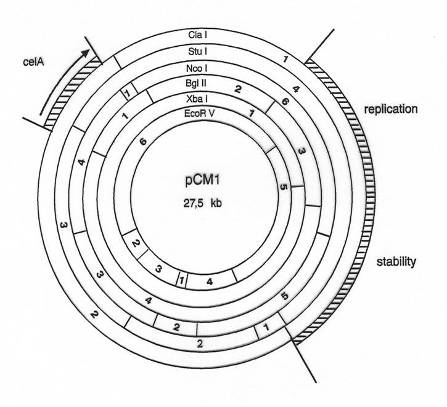 Cla I
Stu I
Nco I
Bgl II
Xba I
EcoR V
celA
replication
stability
pCM1
27,5 kb
1
4
6
1
2
1
1
3
6
4
5
3
2
3
1
4
3
4
5
2
1
2
2